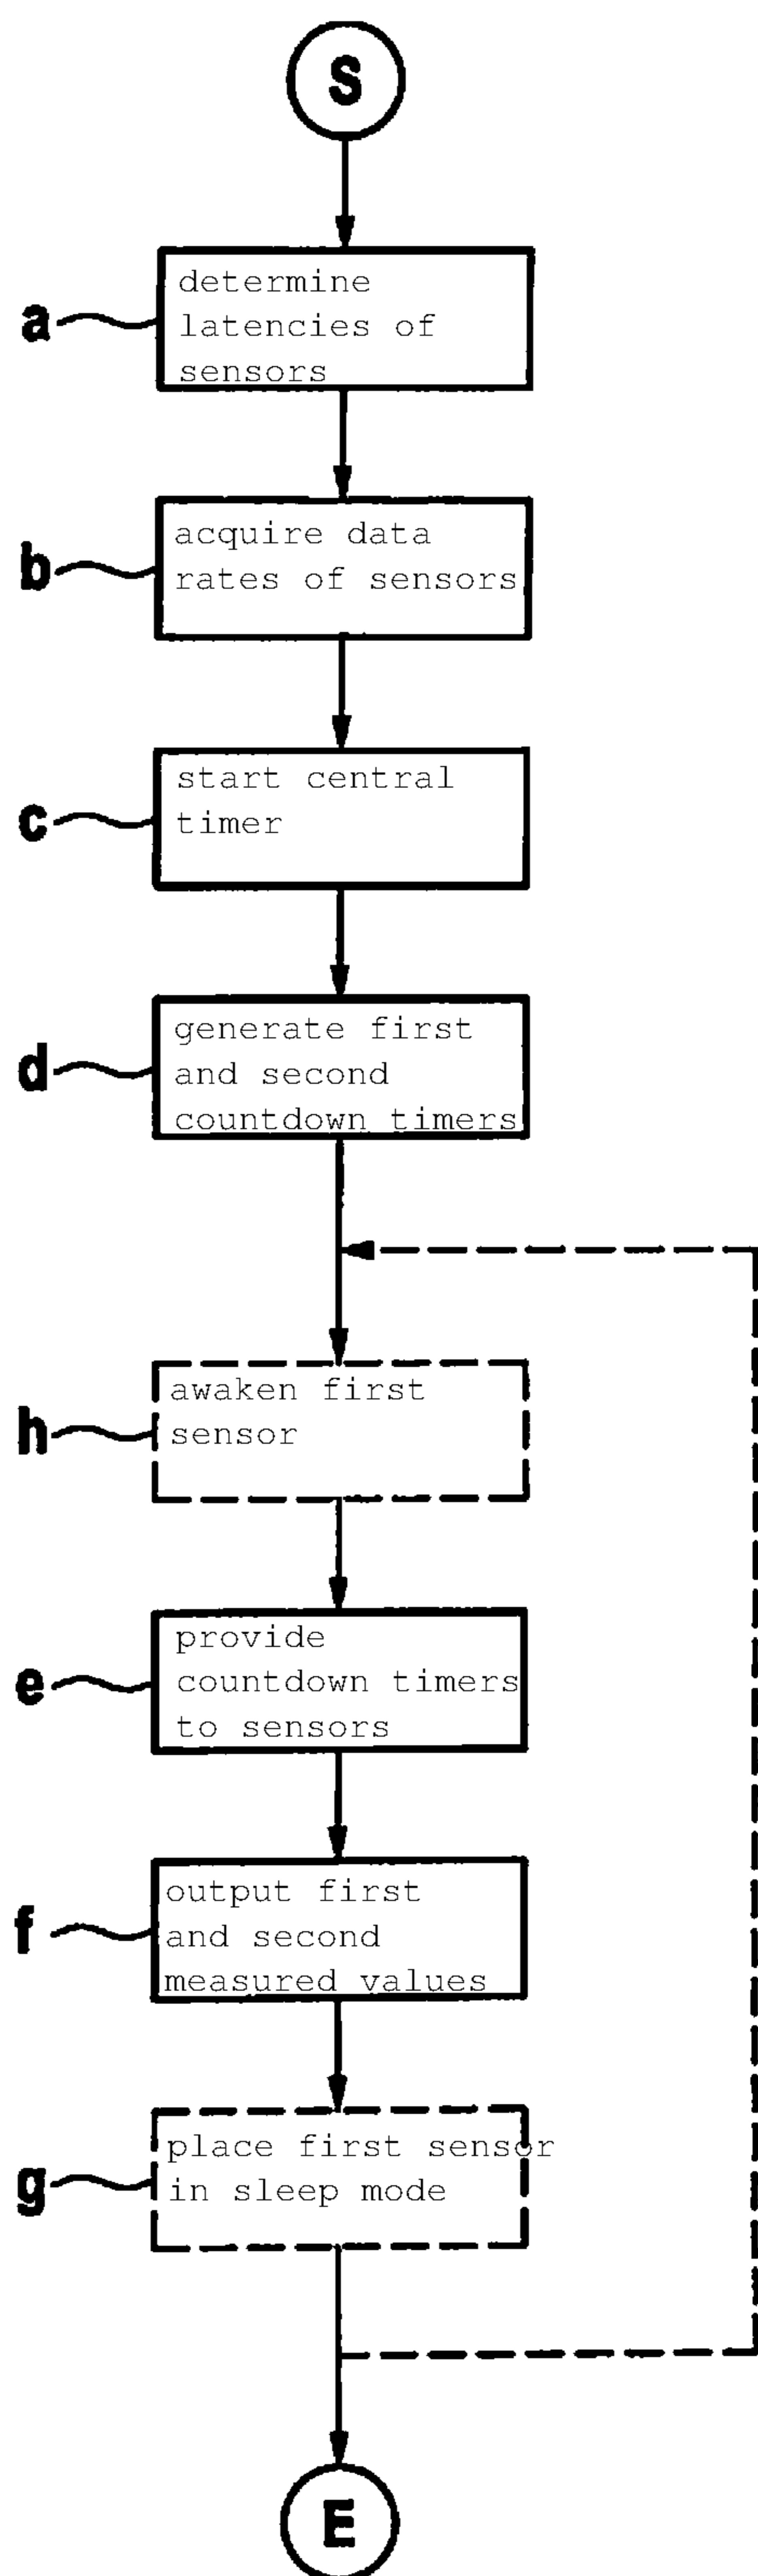 S
determine
a
latencies of
sensors
acquire data
b
rates of sensors
start central
c
timer
generate first
d
and second
countdown timers
awaken first
h
sensor
provide
e
countdown timers
to sensors
output first
f
and second
measured values
place first sensor
g
in sleep mode
E